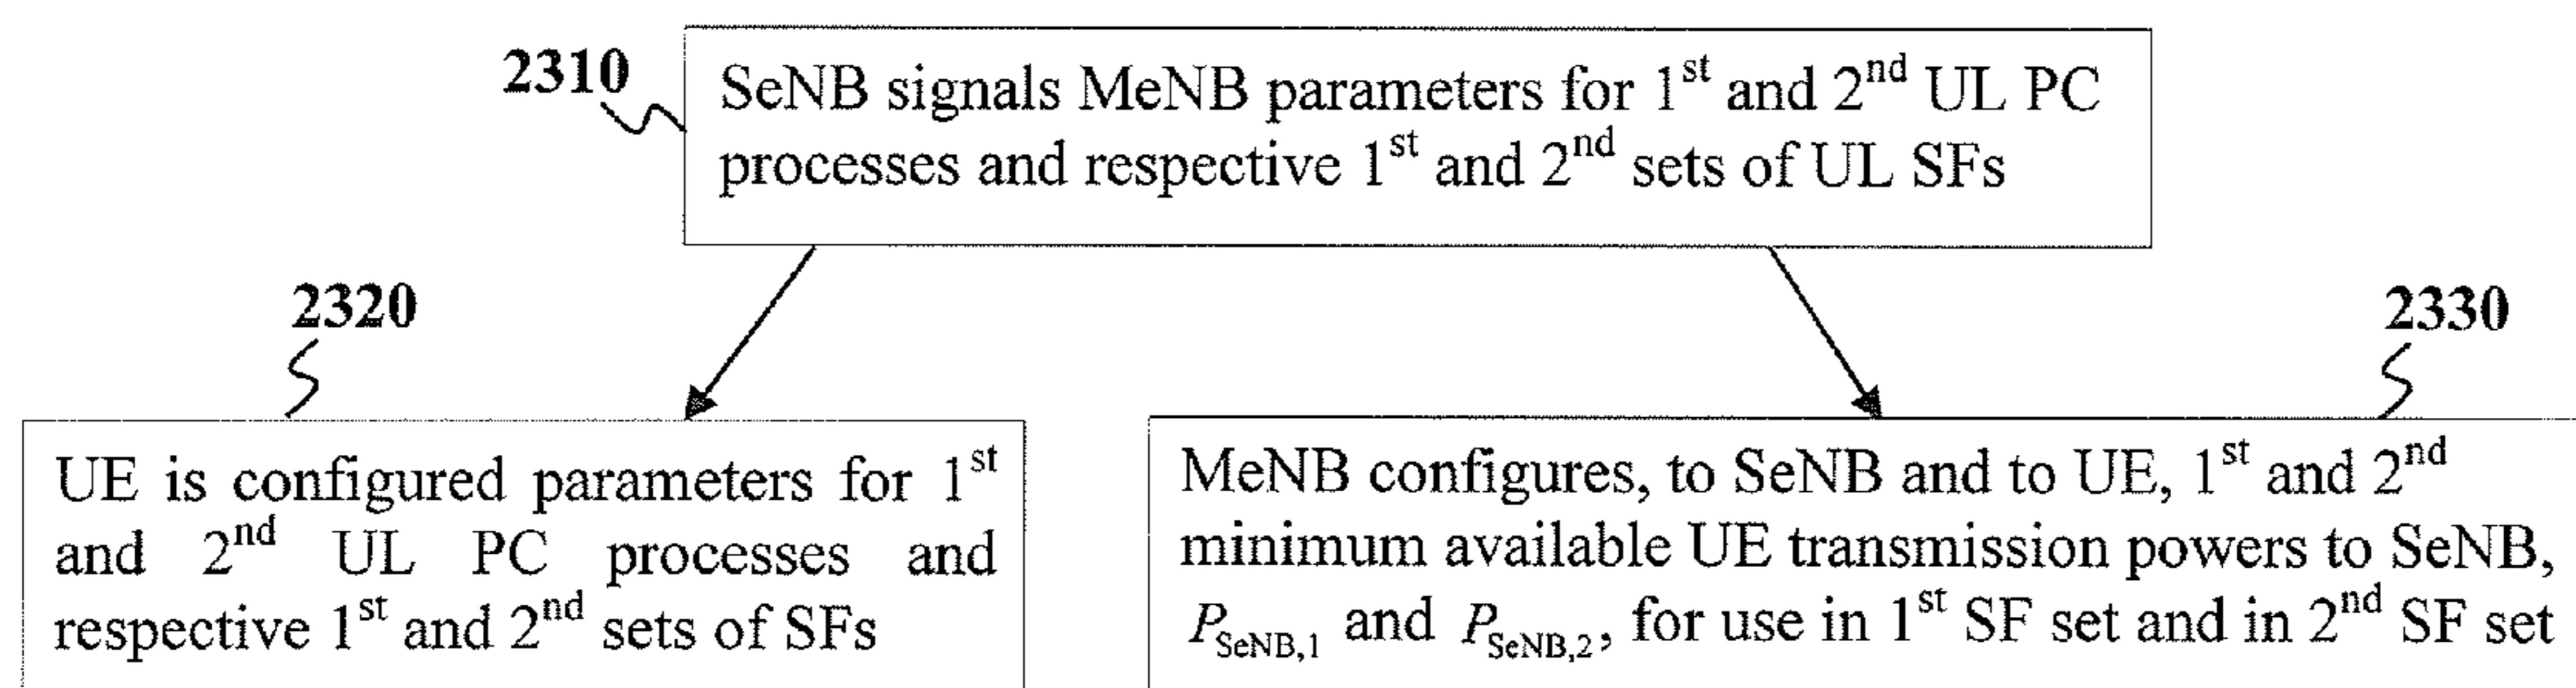 2310
SeNB signals MeNB parameters for 1st and 2nd UL PC
processes and respective 1st and 2nd sets of UL SFs
2320
2330
UE is configured parameters for 1st
and 2nd UL PC processes and
respective 1st and 2nd sets of SFs
MeNB configures, to SeNB and to UE, 1st and 2nd
minimum available UE transmission powers to SeNB,
PSeNB,1 and PSeNB,2, for use in 1st SF set and in 2nd SF set